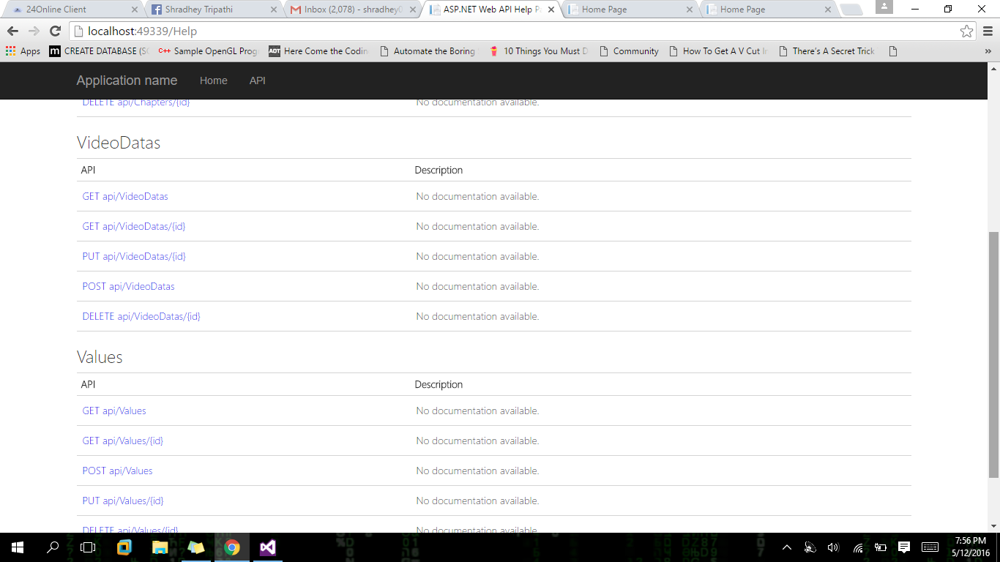 24Online Client
Shradhey Tripathi
Inbox (2,078) - shradhey0
ASP.NET Web API Help P
Home Page
Home Page
localhost:49339/Help
Apps
m CREATE DATABASE (SC
C++ Sample OpenGL Prog
ADT Here Come the Codin
Automate the Boring
10 Things You Must D
Community
How To Get A V Cut In
There's A Secret Trick
»
Application name Home API
DELETE api/Chapters/{id} No documentation available.
VideoDatas
API Description
GET api/VideoDatas No documentation available.
GET api/VideoDatas/{id} No documentation available.
PUT api/VideoDatas/{id} No documentation available.
POST api/VideoDatas No documentation available.
DELETE api/VideoDatas/{id} No documentation available.
Values
API Description
GET api/Values No documentation available.
GET api/Values/{id} No documentation available.
POST api/Values No documentation available.
PUT api/Values/{id} No documentation available.
DELETE api/Values/{id} No documentation available.
7:56 PM
5/12/2016